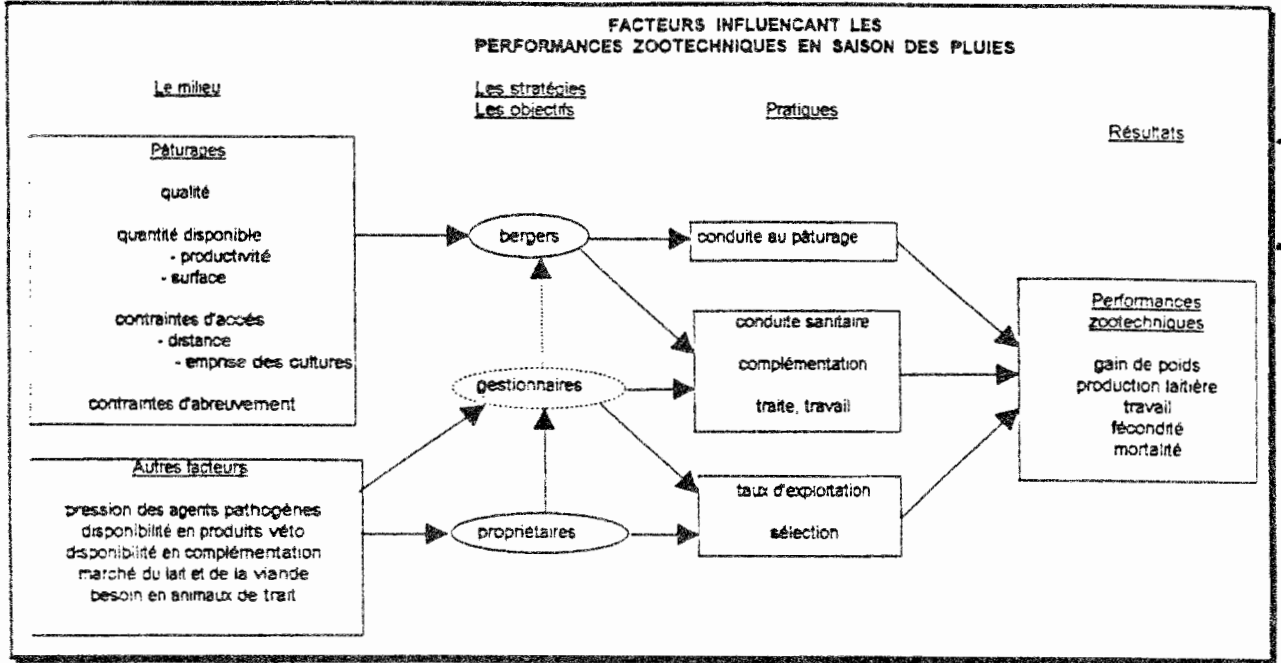 FACTEURS INFLUENCANT LES
PERFORMANCES ZOOTECHNIQUES EN SAISON DES PLUIES
Le milieu
Les stratégies
Les objectifs
Pratiques
Résultats
Pâturages
qualité
quantité disponible
- productivité
- surface
contraintes d'accés
- distance
- emprise des cultures
contraintes d'abreuvement
Autres facteurs
pression des agents pathogènes
disponibilité en produits véto
disponibilité en complémentation
marché du lait et de la viande
besoin en animaux de trait
bergers
gestionnaires
propriétaires
conduite au pâturage
conduite sanitaire
complémentation
traite, travail
taux d'exploitation
sélection
Performances
zootechniques
gain de poids
production laitière
travail
fécondité
mortalité